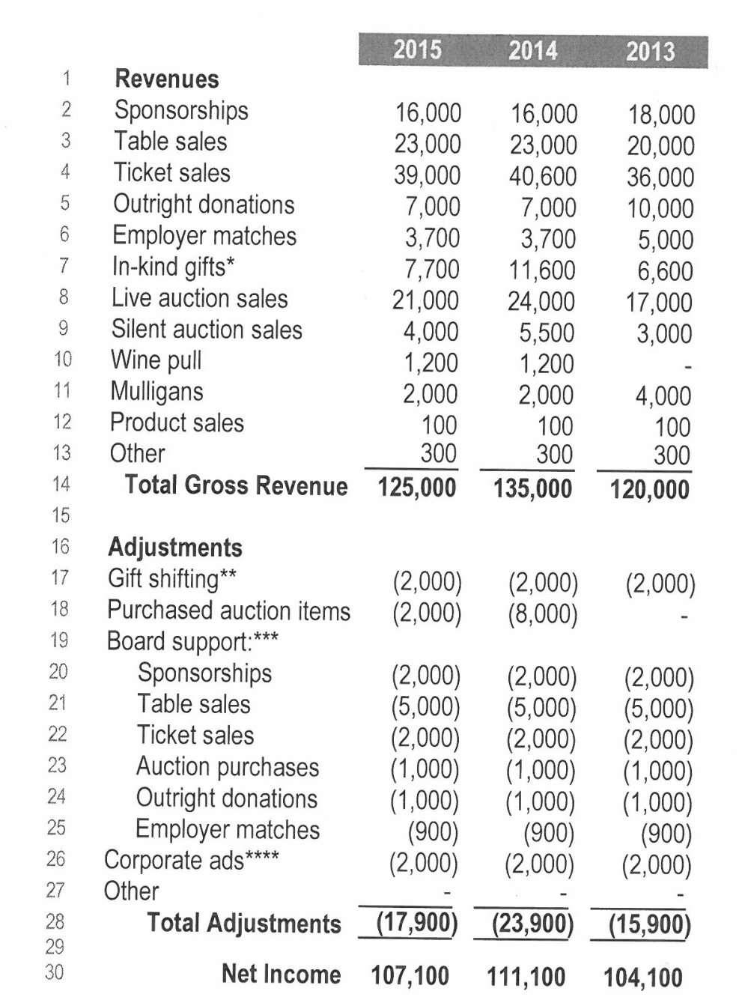 2015 2014 2013
1 Revenues
2 Sponsorships 16,000 16,000 18,000
3 Table sales 23,000 23,000 20,000
4 Ticket sales 39,000 40,600 36,000
5 Outright donations 7,000 7,000 10,000
6 Employer matches 3,700 3,700 5,000
7 In-kind gifts* 7,700 11,600 6,600
8 Live auction sales 21,000 24,000 17,000
9 Silent auction sales 4,000 5,500 3,000
10 Wine pull 1,200 1,200 -
11 Mulligans 2,000 2,000 4,000
12 Product sales 100 100 100
13 Other 300 300 300
14 Total Gross Revenue 125,000 135,000 120,000
15
16 Adjustments
17 Gift shifting** (2,000) (2,000) (2,000)
18 Purchased auction items (2,000) (8,000) -
19 Board support:***
20 Sponsorships (2,000) (2,000) (2,000)
21 Table sales (5,000) (5,000) (5,000)
22 Ticket sales (2,000) (2,000) (2,000)
23 Auction purchases (1,000) (1,000) (1,000)
24 Outright donations (1,000) (1,000) (1,000)
25 Employer matches (900) (900) (900)
26 Corporate ads**** (2,000) (2,000) (2,000)
27 Other - - -
28 Total Adjustments (17,900) (23,900) (15,900)
29
30 Net Income 107,100 111,100 104,100